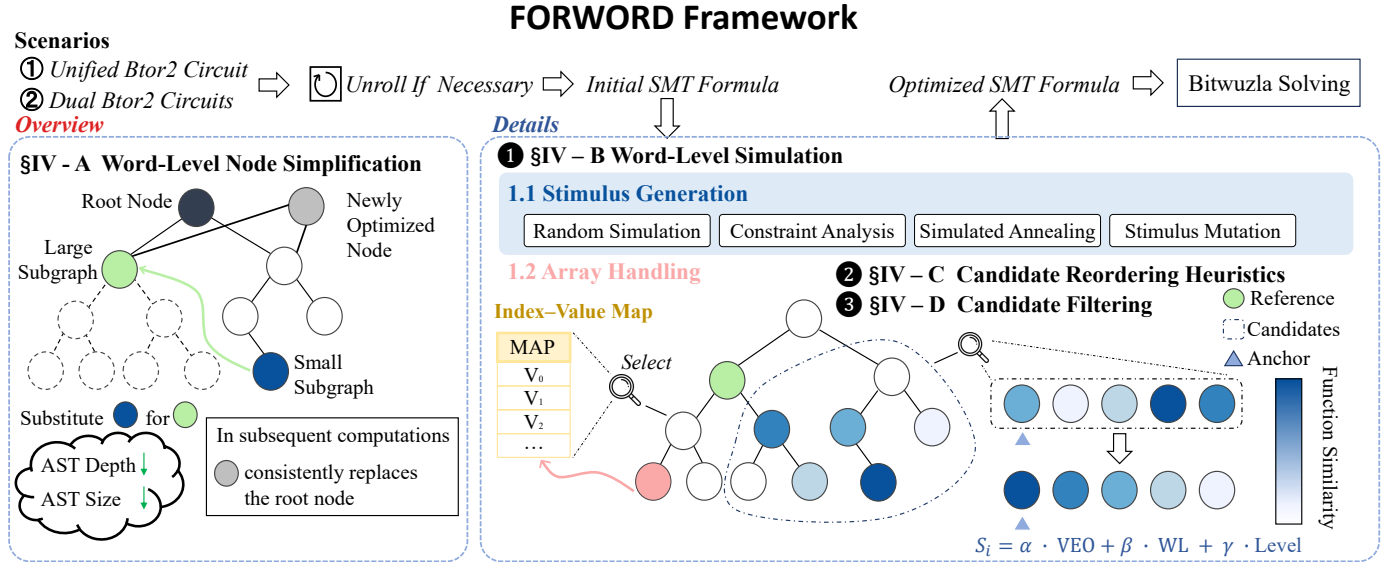 FORWORD Framework
Scenarios
① Unified Btor2 Circuit
② Dual Btor2 Circuits
Unroll If Necessary
Initial SMT Formula
Optimized SMT Formula
Bitwuzla Solving
Overview
§IV - A Word-Level Node Simplification
Root Node
Newly
Optimized
Node
Large
Subgraph
Small
Subgraph
Substitute for
AST Depth
AST Size
In subsequent computations
consistently replaces
the root node
Details
❶ §IV – B Word-Level Simulation
1.1 Stimulus Generation
Random Simulation
Constraint Analysis
Simulated Annealing
Stimulus Mutation
1.2 Array Handling
❷ §IV – C Candidate Reordering Heuristics
❸ §IV – D Candidate Filtering
Index–Value Map
MAP
V₀
V₁
V₂
...
Select
Reference
Candidates
Anchor
Function Similarity
Sᵢ = α · VEO + β · WL + γ · Level